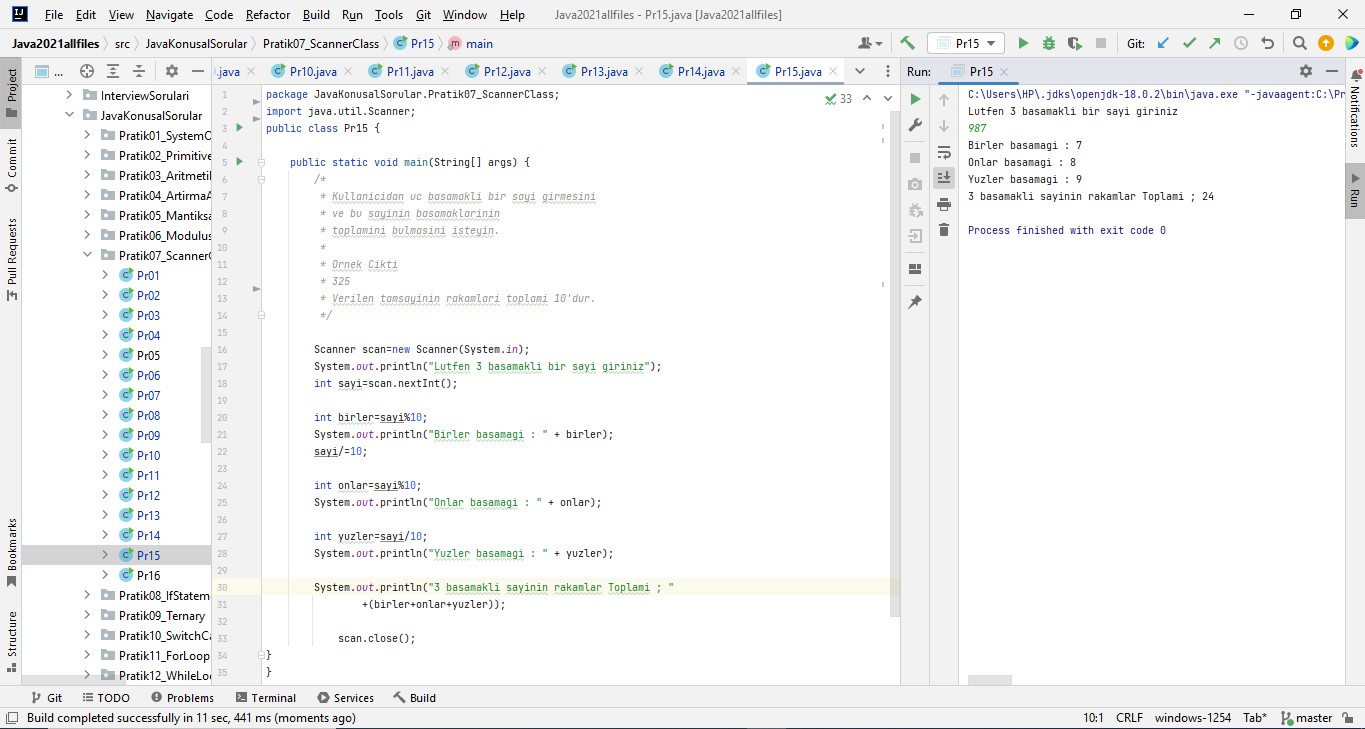 File Edit View Navigate Code Refactor Build Run Tools Git Window Help Java2021allfiles - Pr15.java [Java2021allfiles]
Java2021allfiles src JavaKonusalSorular Pratik07_ScannerClass Pr15 main Pr15 Git:
... .java Pr10.java Pr11.java Pr12.java Pr13.java Pr14.java Pr15.java Run: Pr15
Project
Commit
Pull Requests
Bookmarks
Structure
InterviewSorulari
JavaKonusalSorular
Pratik01_SystemO
Pratik02_Primitive
Pratik03_Aritmeti
Pratik04_ArtirmaA
Pratik05_Mantiksa
Pratik06_Modulus
Pratik07_Scanner
Pr01
Pr02
Pr03
Pr04
Pr05
Pr06
Pr07
Pr08
Pr09
Pr10
Pr11
Pr12
Pr13
Pr14
Pr15
Pr16
Pratik08_IfStatem
Pratik09_Ternary
Pratik10_SwitchCa
Pratik11_ForLoop
Pratik12_WhileLo
33
1 package JavaKonusalSorular.Pratik07_ScannerClass;
2 import java.util.Scanner;
3 public class Pr15 {
4
5 public static void main(String[] args) {
6 /*
7 * Kullanicidan uc basamakli bir sayi girmesini
8 * ve bu sayinin basamaklarinin
9 * toplamini bulmasini isteyin.
10 *
11 * Ornek Cikti
12 * 325
13 * Verilen tamsayinin rakamlari toplami 10'dur.
14 */
15
16 Scanner scan=new Scanner(System.in);
17 System.out.println("Lutfen 3 basamakli bir sayi giriniz");
18 int sayi=scan.nextInt();
19
20 int birler=sayi%10;
21 System.out.println("Birler basamagi : " + birler);
22 sayi/=10;
23
24 int onlar=sayi%10;
25 System.out.println("Onlar basamagi : " + onlar);
26
27 int yuzler=sayi/10;
28 System.out.println("Yuzler basamagi : " + yuzler);
29
30 System.out.println("3 basamakli sayinin rakamlar Toplami ; "
31 +(birler+onlar+yuzler));
32
33 scan.close();
34 }
35 }
C:\Users\HP\.jdks\openjdk-18.0.2\bin\java.exe "-javaagent:C:\Pr
Lutfen 3 basamakli bir sayi giriniz
987
Birler basamagi : 7
Onlar basamagi : 8
Yuzler basamagi : 9
3 basamakli sayinin rakamlar Toplami ; 24
Process finished with exit code 0
Notifications
Run
Git TODO Problems Terminal Services Build
Build completed successfully in 11 sec, 441 ms (moments ago) 10:1 CRLF windows-1254 Tab* master